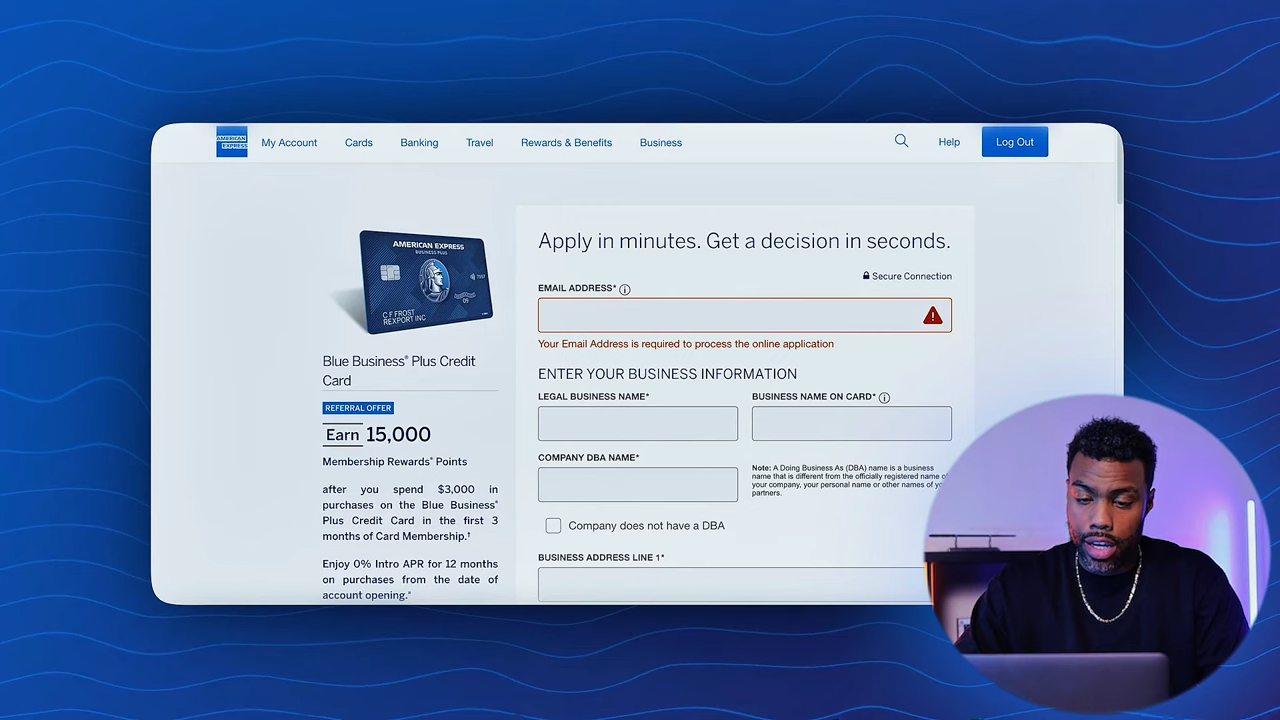 AMERICAN
EXPRESS
My Account
Cards
Banking
Travel
Rewards & Benefits
Business
Help
Log Out
AMERICAN EXPRESS
BUSINESS PLUS
C F FROST
REXPORT INC
09
Blue Business® Plus Credit
Card
REFERRAL OFFER
Earn 15,000
Membership Rewards® Points
after you spend $3,000 in
purchases on the Blue Business®
Plus Credit Card in the first 3
months of Card Membership.†
Enjoy 0% Intro APR for 12 months
on purchases from the date of
account opening.*
Apply in minutes. Get a decision in seconds.
Secure Connection
EMAIL ADDRESS*
Your Email Address is required to process the online application
ENTER YOUR BUSINESS INFORMATION
LEGAL BUSINESS NAME*
BUSINESS NAME ON CARD*
COMPANY DBA NAME*
Note: A Doing Business As (DBA) name is a business
name that is different from the officially registered name of
your company, your personal name or other names of
partners.
Company does not have a DBA
BUSINESS ADDRESS LINE 1*